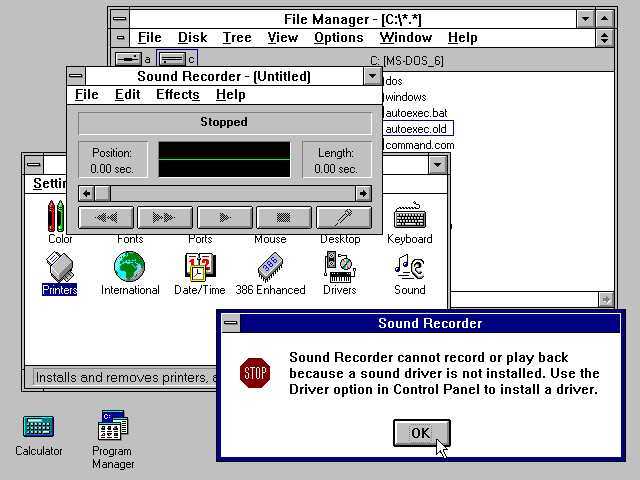 File Manager - [C:\*.*]
File Disk Tree View Options Window Help
a c C: [MS-DOS_6]
dos
windows
autoexec.bat
autoexec.old
command.com
Sound Recorder - (Untitled)
File Edit Effects Help
Stopped
Position:
0.00 sec.
Length:
0.00 sec.
Settin
Color Fonts Ports Mouse Desktop Keyboard
Printers International Date/Time 386 Enhanced Drivers Sound
386
Installs and removes printers, a
Sound Recorder
STOP
Sound Recorder cannot record or play back
because a sound driver is not installed. Use the
Driver option in Control Panel to install a driver.
OK
Calculator
C:
Program
Manager